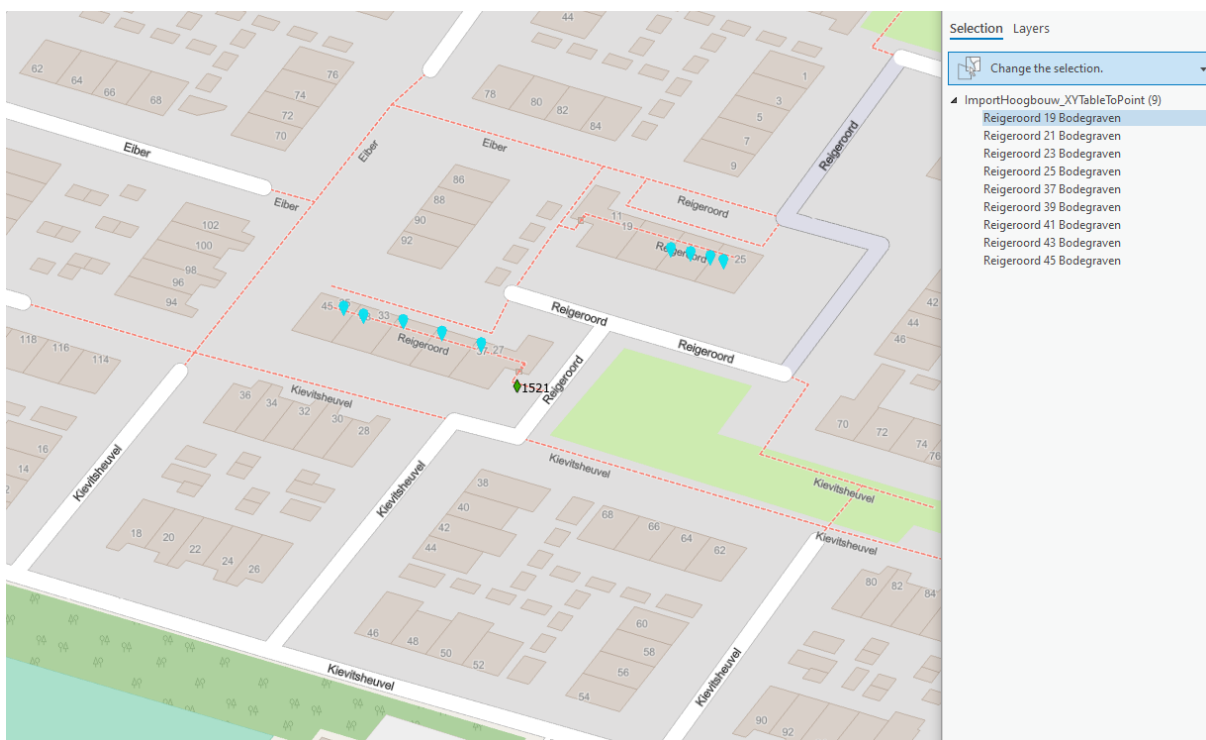 Selection Layers
Change the selection.
ImportHoogbouw_XYTableToPoint (9)
Reigeroord 19 Bodegraven
Reigeroord 21 Bodegraven
Reigeroord 23 Bodegraven
Reigeroord 25 Bodegraven
Reigeroord 37 Bodegraven
Reigeroord 39 Bodegraven
Reigeroord 41 Bodegraven
Reigeroord 43 Bodegraven
Reigeroord 45 Bodegraven
44
62
64
66
68
76
74
72
70
78
80
82
84
1
3
5
7
9
Eiber
Eiber
Eiber
Eiber
Reigeroord
86
88
90
92
Reigeroord
11
19
Reigeroord
25
102
100
98
96
94
42
44
46
45
33
Reigeroord
37
27
Reigeroord
Reigeroord
Reigeroord
1521
118
116
114
36
34
32
30
28
Kievitsheuvel
70
72
74
76
16
14
Kievitsheuvel
Kievitsheuvel
Kievitsheuvel
Kievitsheuvel
38
40
42
44
68
66
64
62
18
20
22
24
26
Kievitsheuvel
80
82
84
46
48
50
52
60
58
56
54
Kievitsheuvel
Kievitsheuvel
90
92